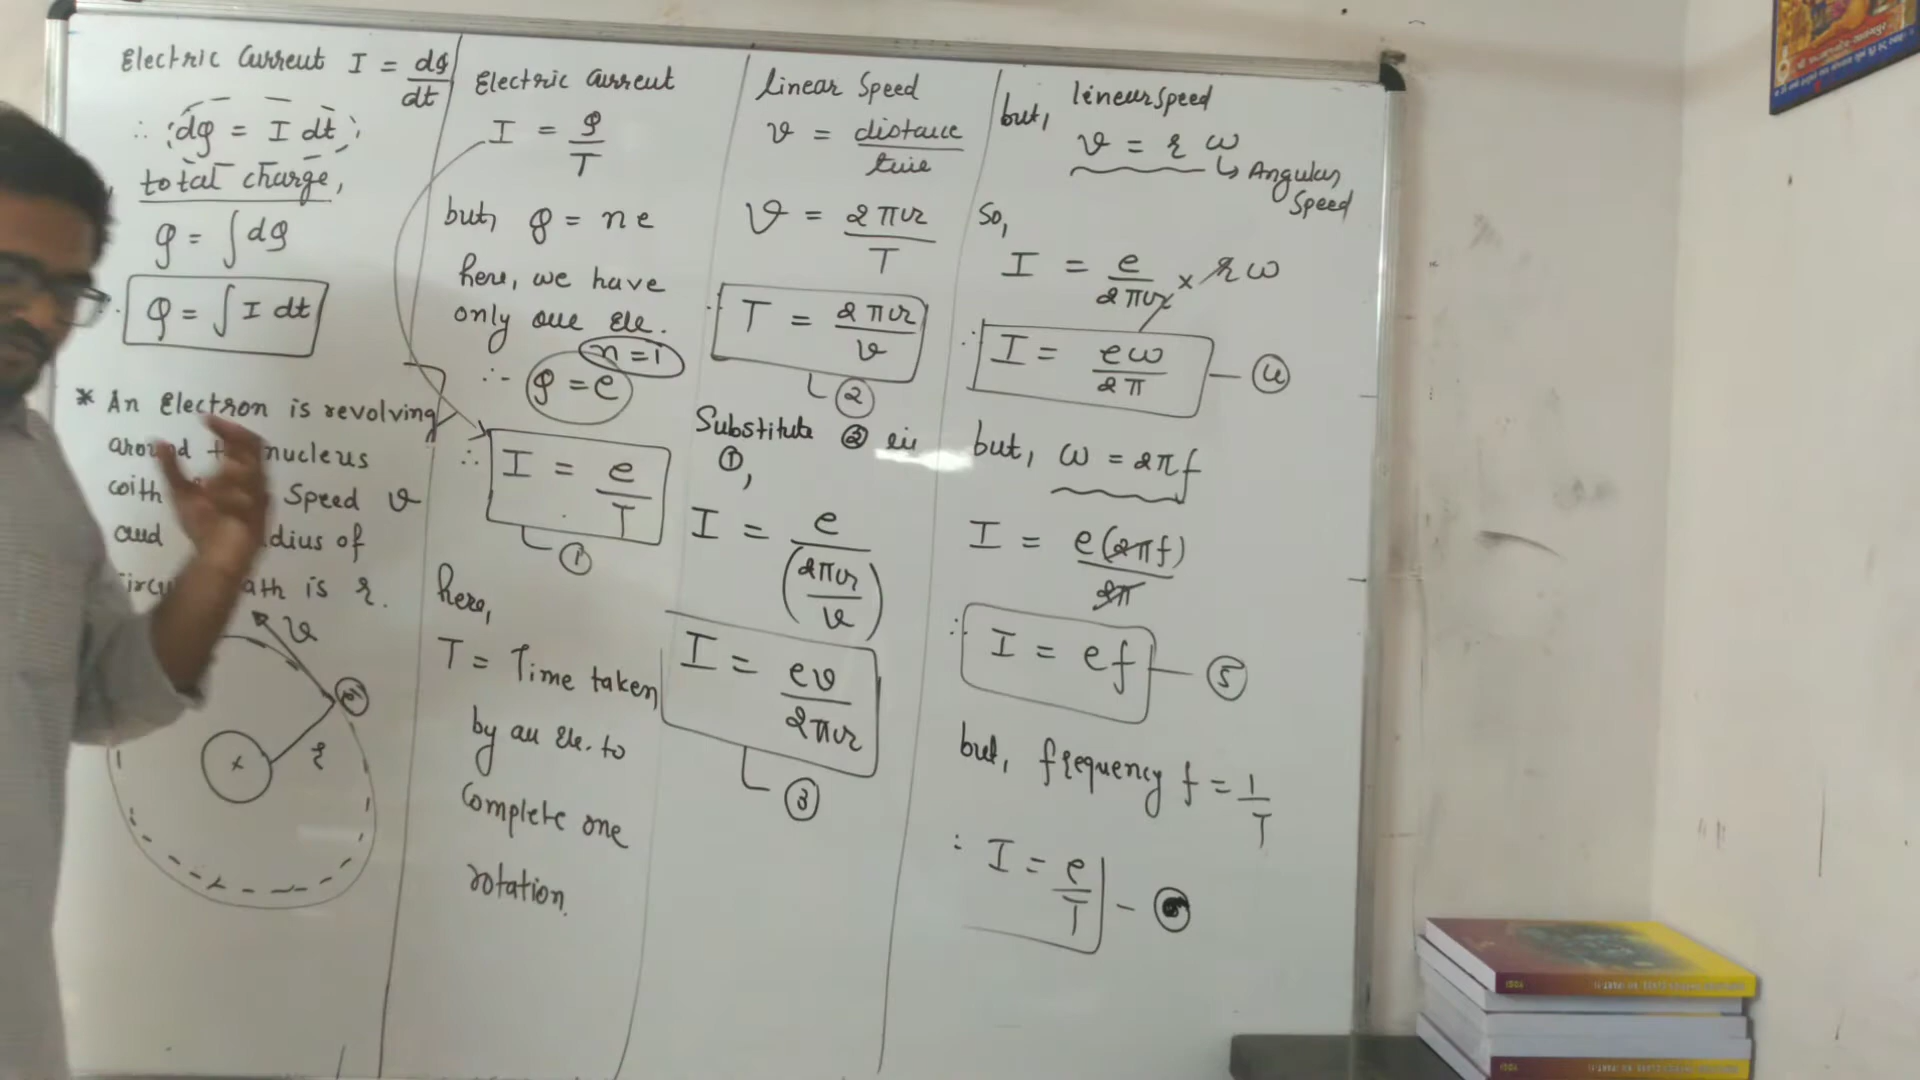 Electric Current I = dq/dt
∴ dq = I dt
total charge,
q = ∫dq
∴ q = ∫I dt
* An Electron is revolving
around the nucleus
with Speed v
and radius of
path is r.
v
e
r
x
Electric Current
I = q/T
but, q = ne
here, we have
only one Ele.
n=1
∴ q = e
∴ I = e/T
①
here,
T = Time taken
by an Ele. to
Complete one
rotation.
linear Speed
v = distance/time
v = 2πr/T
∴ T = 2πr/v
②
Substitute ② in
①,
I = e/(2πr/v)
I = ev/2πr
③
but, linear speed
v = r ω
↳ Angular
Speed
So,
I = e/2πr × rω
∴ I = eω/2π — ④
but, ω = 2πf
I = e(2πf)/2π
∴ I = ef — ⑤
but, frequency f = 1/T
∴ I = e/T —